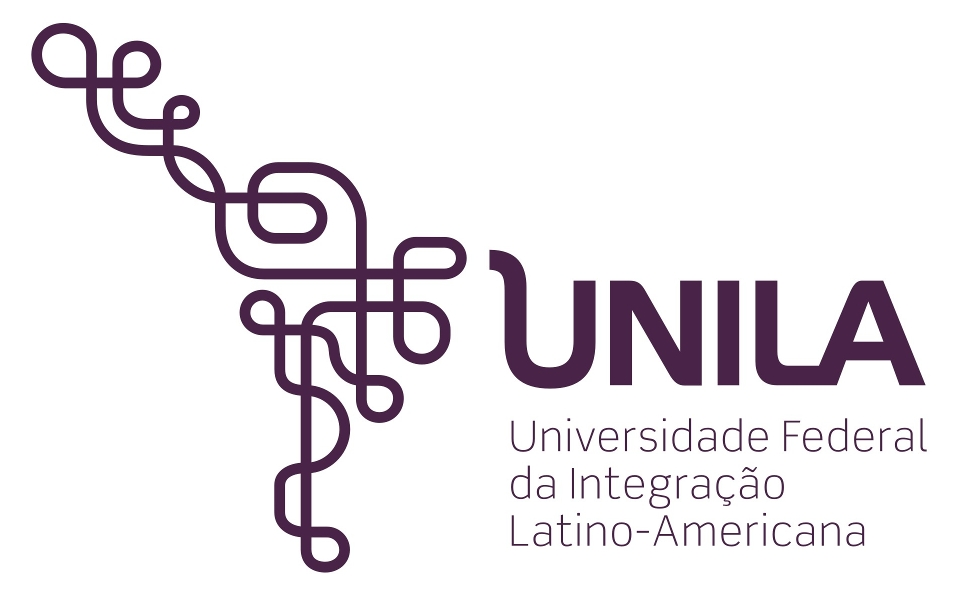 UNILA
Universidade Federal
da Integração
Latino-Americana